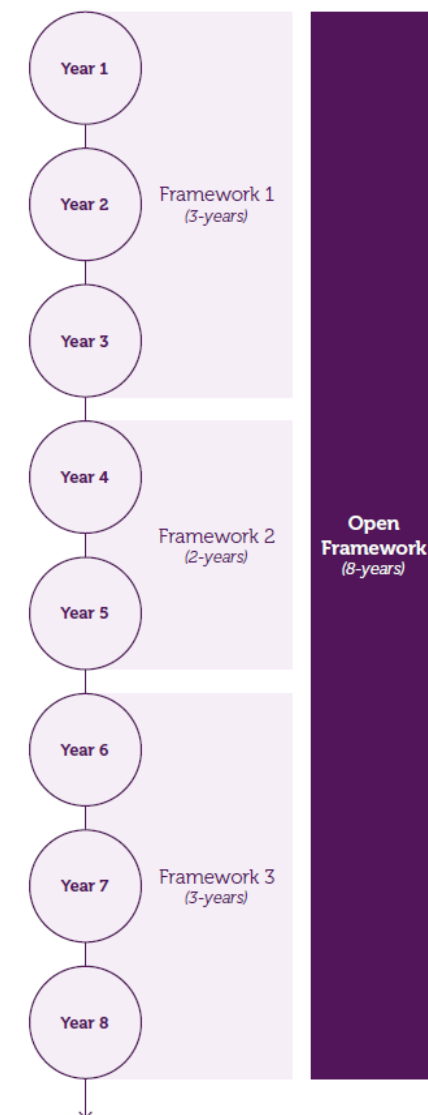 Year 1
Year 2
Framework 1
(3-years)
Year 3
Year 4
Framework 2
(2-years)
Year 5
Open
Framework
(8-years)
Year 6
Year 7
Framework 3
(3-years)
Year 8